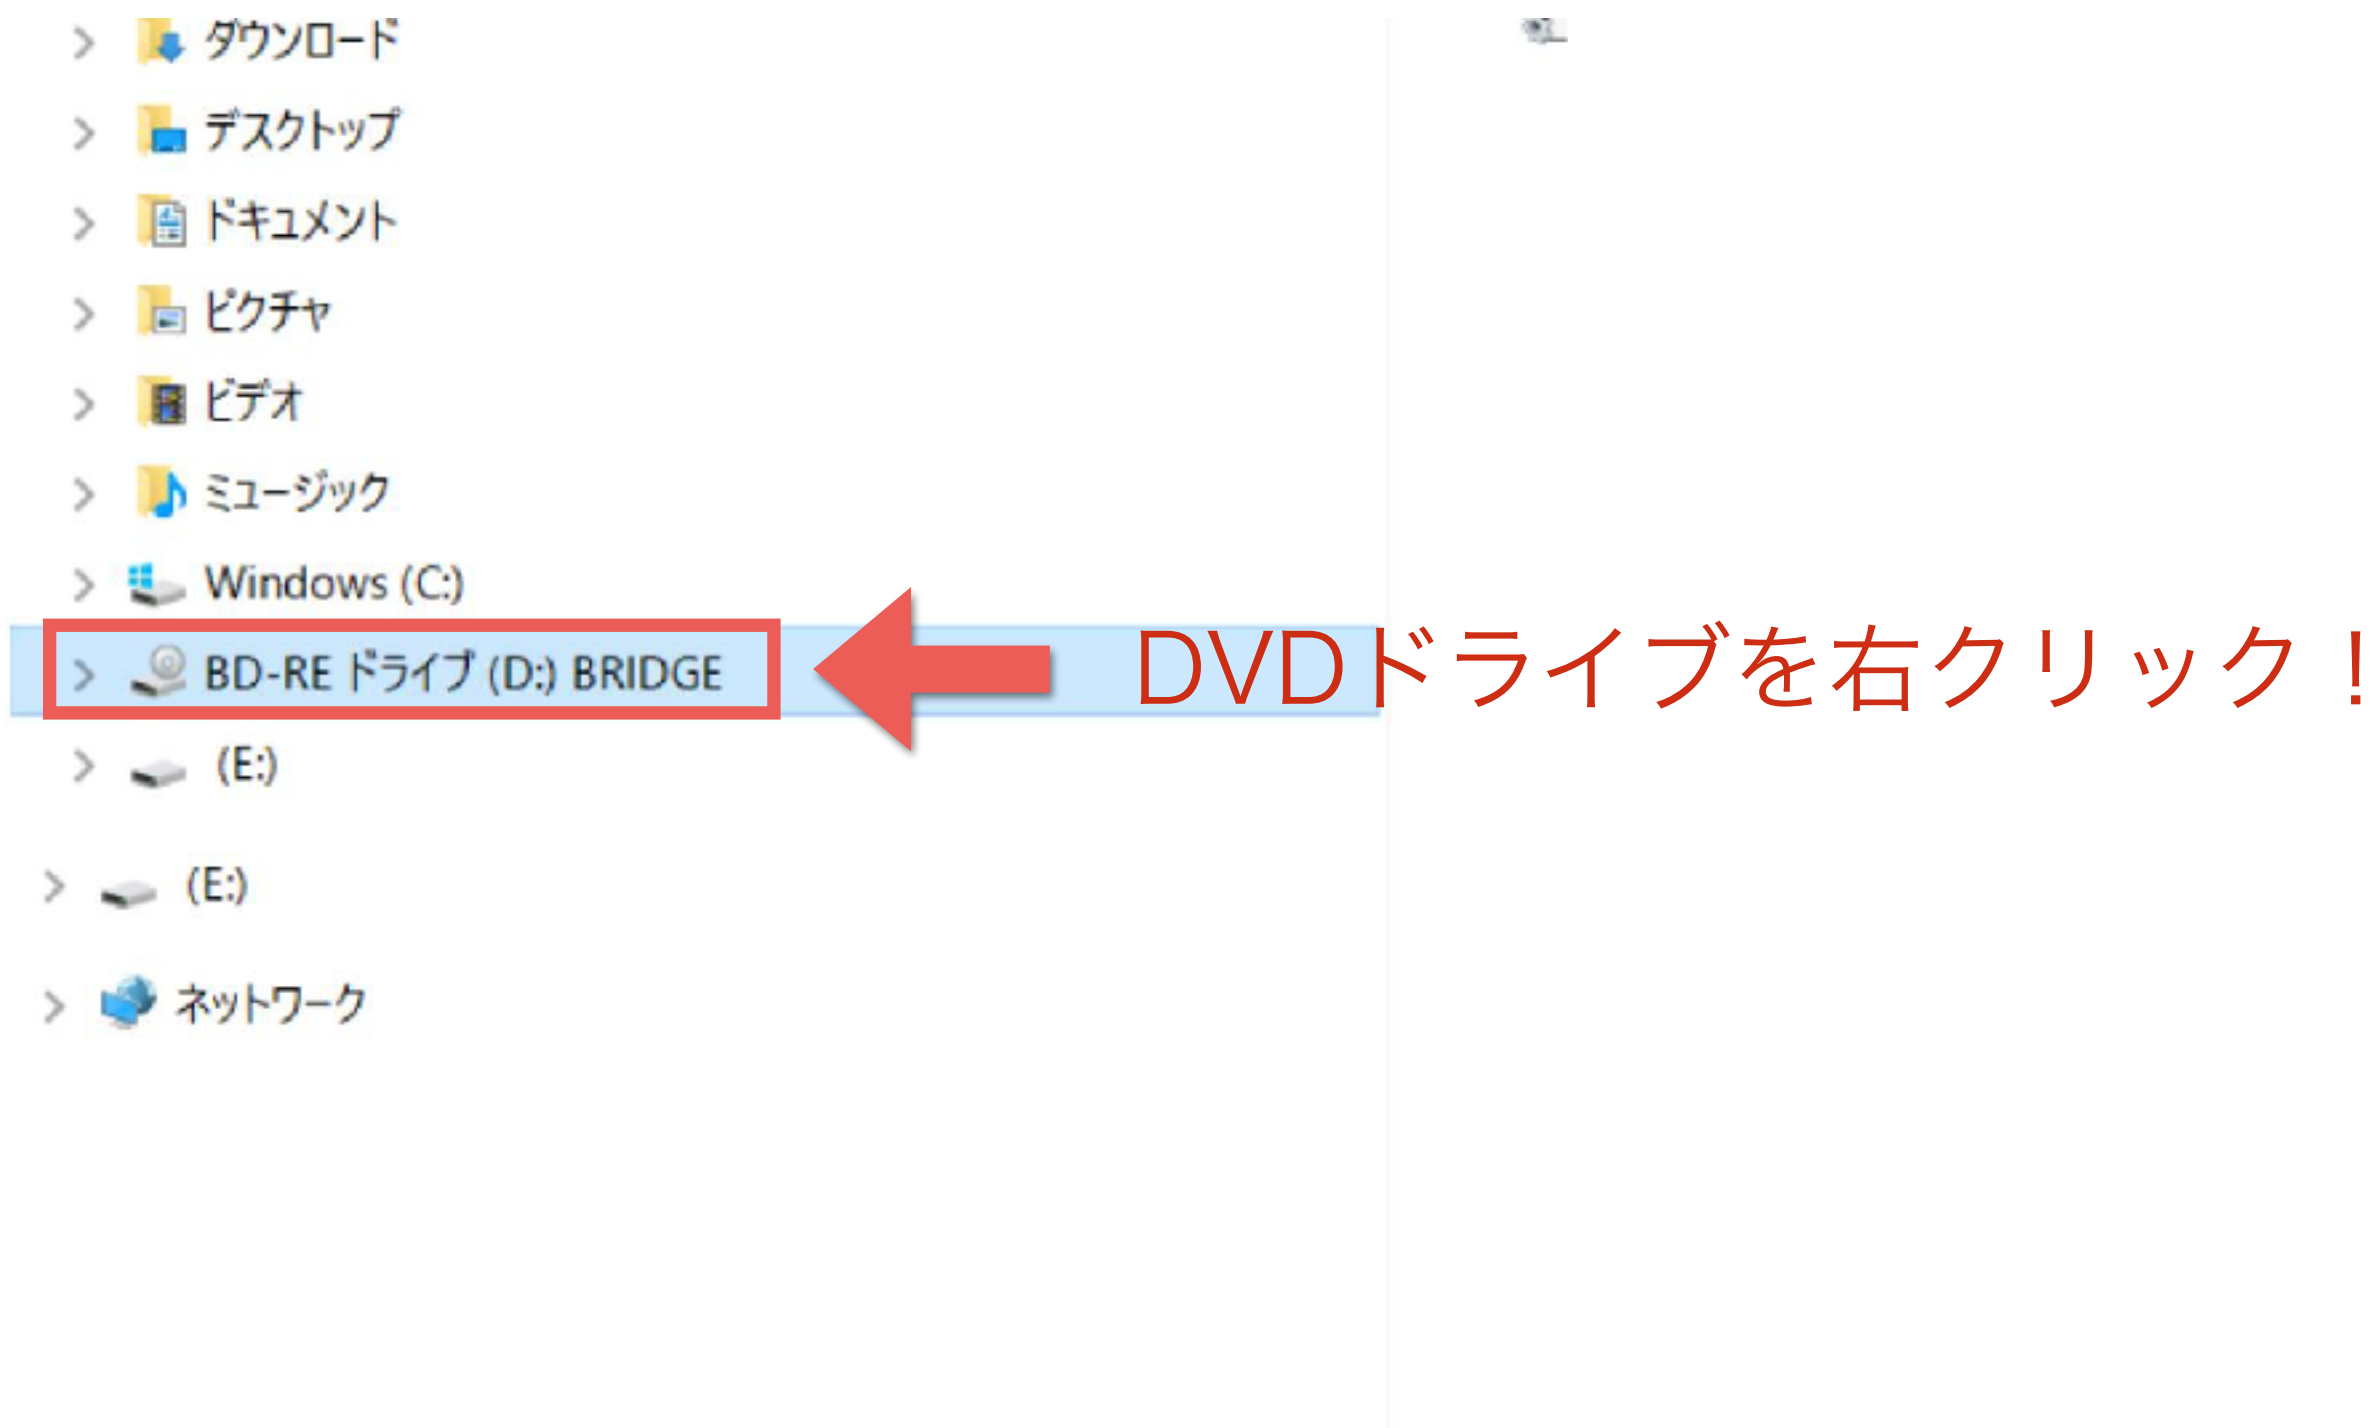 ダウンロード
デスクトップ
ドキュメント
ピクチャ
ビデオ
ミュージック
Windows (C:)
BD-RE ドライブ (D:) BRIDGE
DVDドライブを右クリック！
(E:)
(E:)
ネットワーク